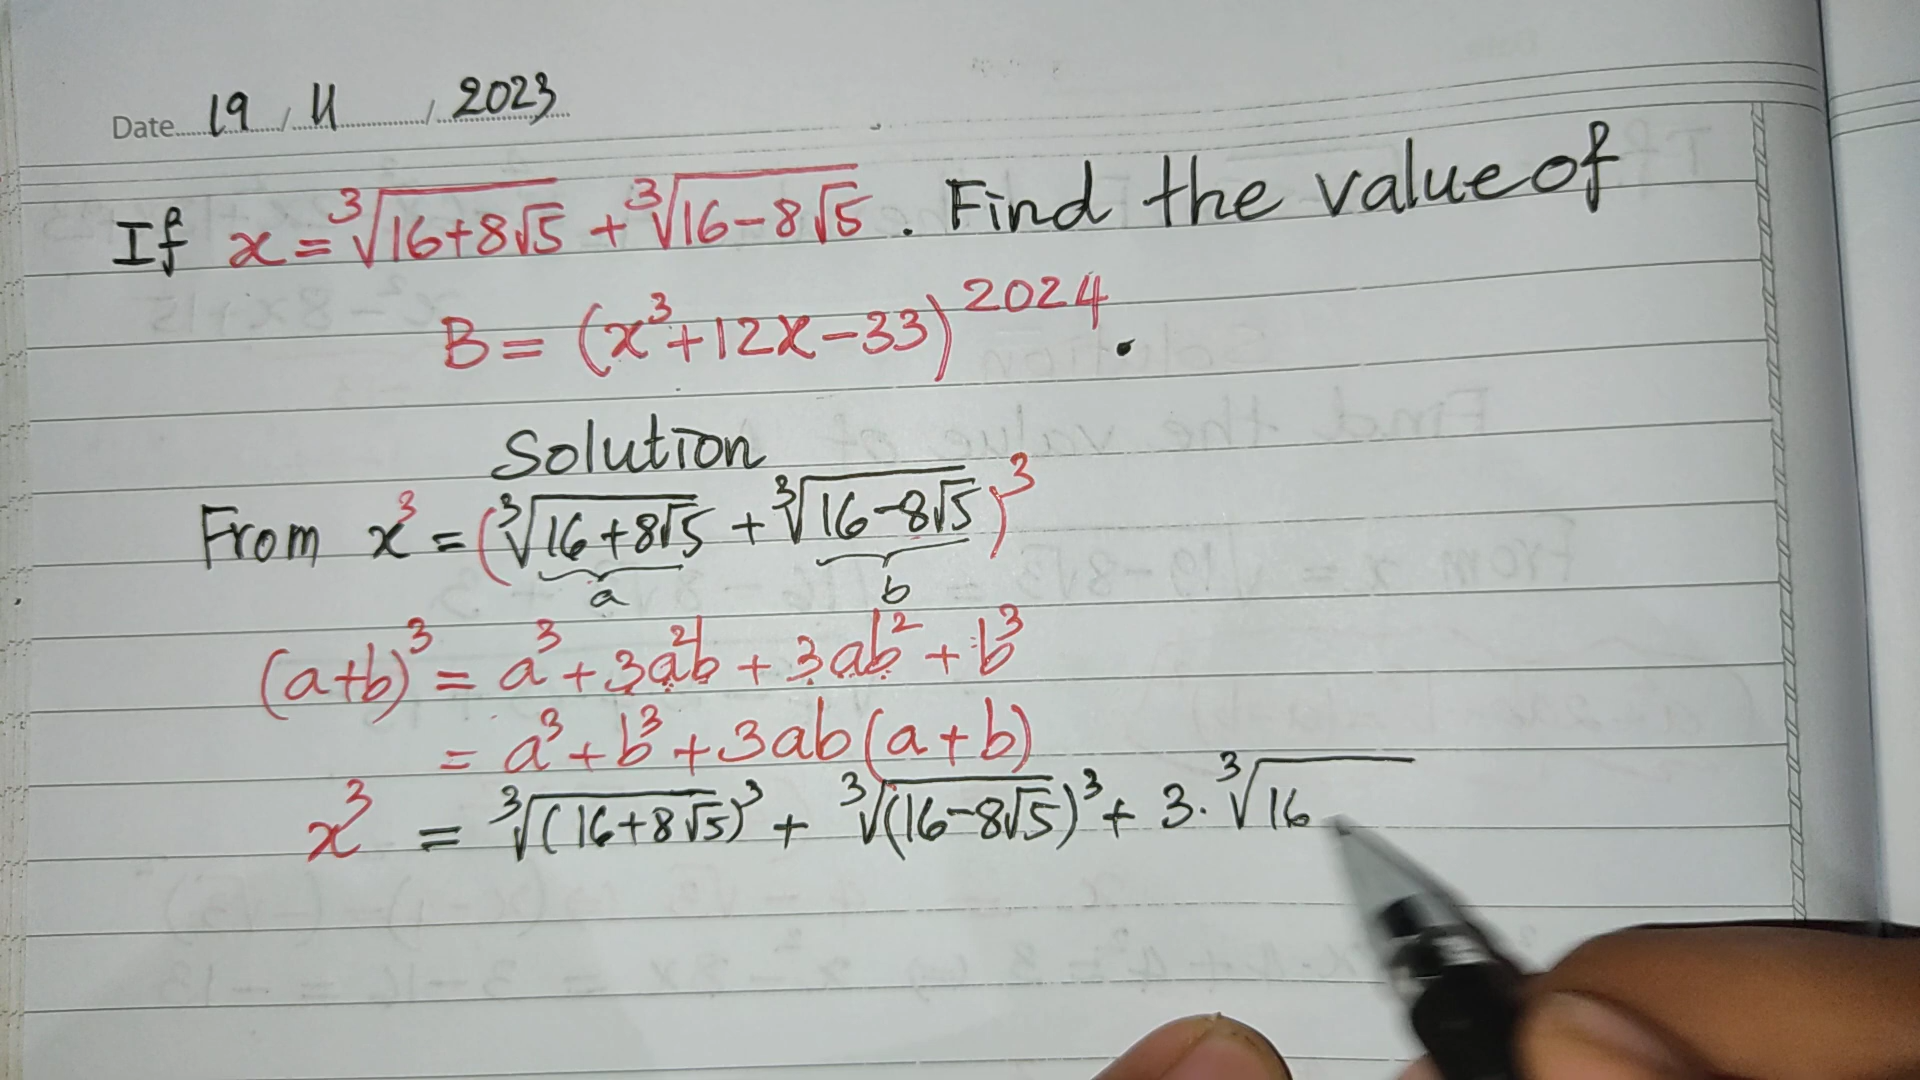 Date 19 / 11 / 2023
If x = ∛(16+8√5) + ∛(16-8√5). Find the value of
B = (x³+12x-33)²⁰²⁴.
Solution
From x³ = (∛(16+8√5) + ∛(16-8√5))³
a b
(a+b)³ = a³ + 3a²b + 3ab² + b³
= a³ + b³ + 3ab(a+b)
x³ = ∛(16+8√5)³ + ∛(16-8√5)³ + 3.∛16